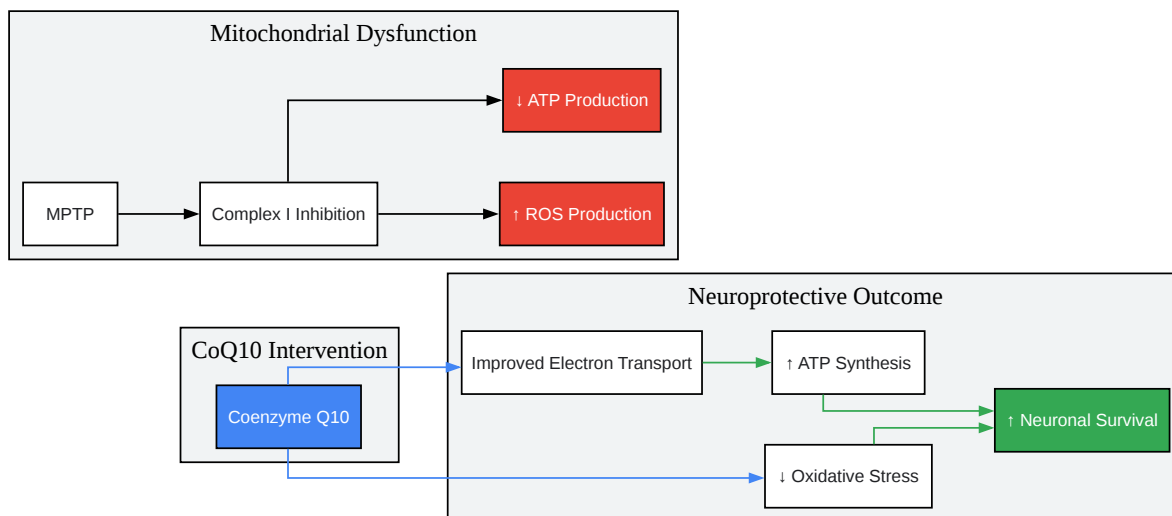 Mitochondrial Dysfunction
↓ ATP Production
MPTP
Complex I Inhibition
↑ ROS Production
Neuroprotective Outcome
CoQ10 Intervention
Improved Electron Transport
↑ ATP Synthesis
Coenzyme Q10
↑ Neuronal Survival
↓ Oxidative Stress